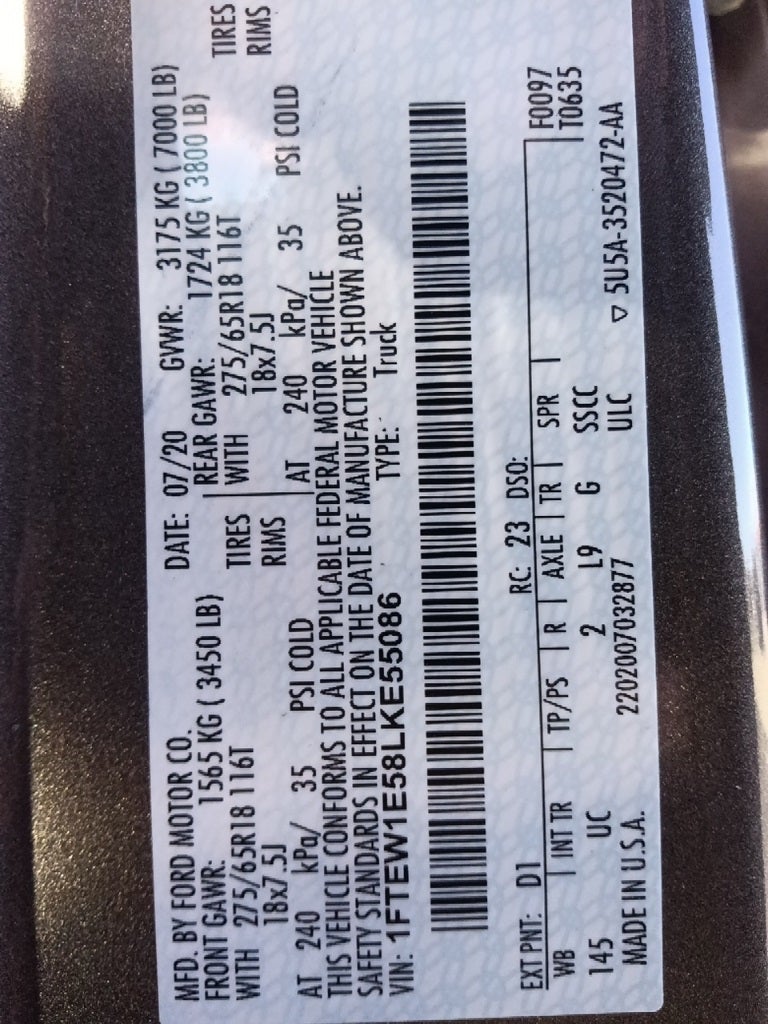 MFD. BY FORD MOTOR CO.
DATE: 07/20 GVWR: 3175 KG ( 7000 LB)
FRONT GAWR: 1565 KG ( 3450 LB) REAR GAWR: 1724 KG ( 3800 LB)
WITH 275/65R18 116T TIRES WITH 275/65R18 116T TIRES
18x7.5J RIMS 18x7.5J RIMS
AT 240 kPa/ 35 PSI COLD AT 240 kPa/ 35 PSI COLD
THIS VEHICLE CONFORMS TO ALL APPLICABLE FEDERAL MOTOR VEHICLE
SAFETY STANDARDS IN EFFECT ON THE DATE OF MANUFACTURE SHOWN ABOVE.
VIN: 1FTEW1E58LKE55086 TYPE: Truck
F0097
T0635
EXT PNT: D1 RC: 23 DSO:
WB INT TR TP/PS R AXLE TR SPR
145 UC 2 L9 G SSCC
ULC
MADE IN U.S.A. 2202007032877 ▽ 5U5A-3520472-AA